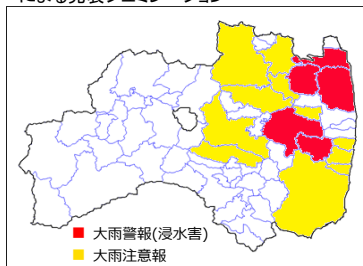 による発表シミュレーション
大雨警報(浸水害)
大雨注意報